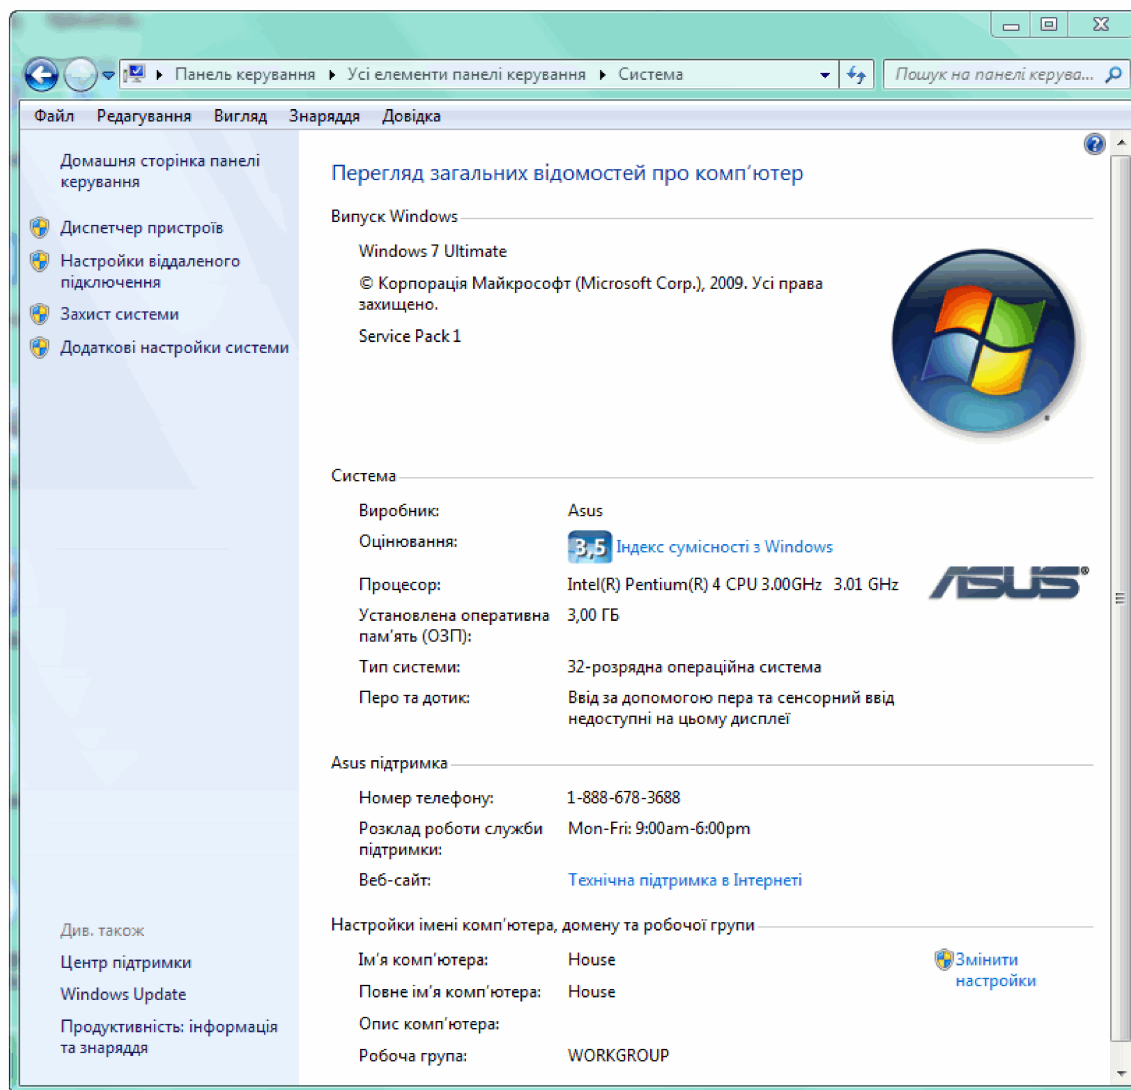 Панель керування ▸ Усі елементи панелі керування ▸ Система
Пошук на панелі керува...
Файл Редагування Вигляд Знаряддя Довідка
Домашня сторінка панелі
керування
Диспетчер пристроїв
Настройки віддаленого
підключення
Захист системи
Додаткові настройки системи
Перегляд загальних відомостей про комп'ютер
Випуск Windows
Windows 7 Ultimate
© Корпорація Майкрософт (Microsoft Corp.), 2009. Усі права
захищено.
Service Pack 1
Система
Виробник: Asus
Оцінювання: 3,5 Індекс сумісності з Windows
Процесор: Intel(R) Pentium(R) 4 CPU 3.00GHz 3.01 GHz
ASUS®
Установлена оперативна 3,00 ГБ
пам'ять (ОЗП):
Тип системи: 32-розрядна операційна система
Перо та дотик: Ввід за допомогою пера та сенсорний ввід
недоступні на цьому дисплеї
Asus підтримка
Номер телефону: 1-888-678-3688
Розклад роботи служби Mon-Fri: 9:00am-6:00pm
підтримки:
Веб-сайт: Технічна підтримка в Інтернеті
Настройки імені комп'ютера, домену та робочої групи
Ім'я комп'ютера: House
Змінити
настройки
Повне ім'я комп'ютера: House
Опис комп'ютера:
Робоча група: WORKGROUP
Див. також
Центр підтримки
Windows Update
Продуктивність: інформація
та знаряддя